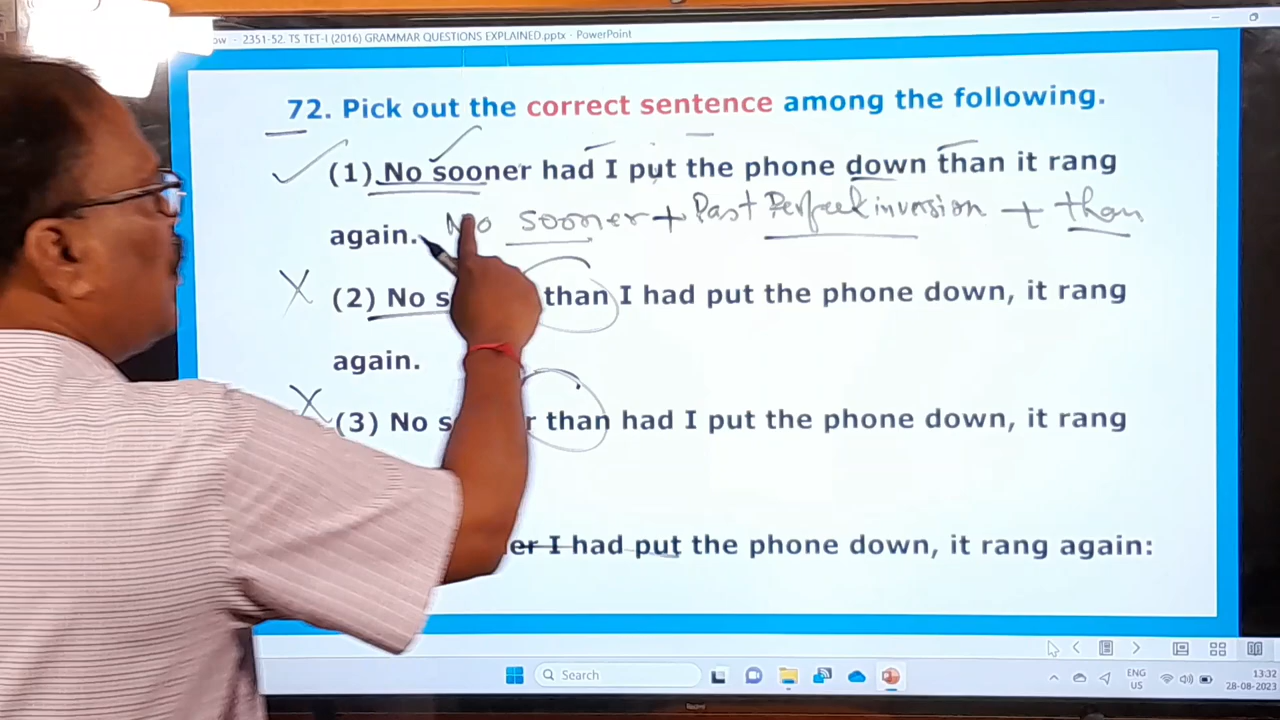 2351-52. TS TET-I (2016) GRAMMAR QUESTIONS EXPLAINED.pptx - PowerPoint
72. Pick out the correct sentence among the following.
(1) No sooner had I put the phone down than it rang
again. No sooner + Past Perfect inversion + than
(2) No s than I had put the phone down, it rang
again.
(3) No s r than had I put the phone down, it rang
er I had put the phone down, it rang again:
Search
ENG
US
13:32
28-08-2023